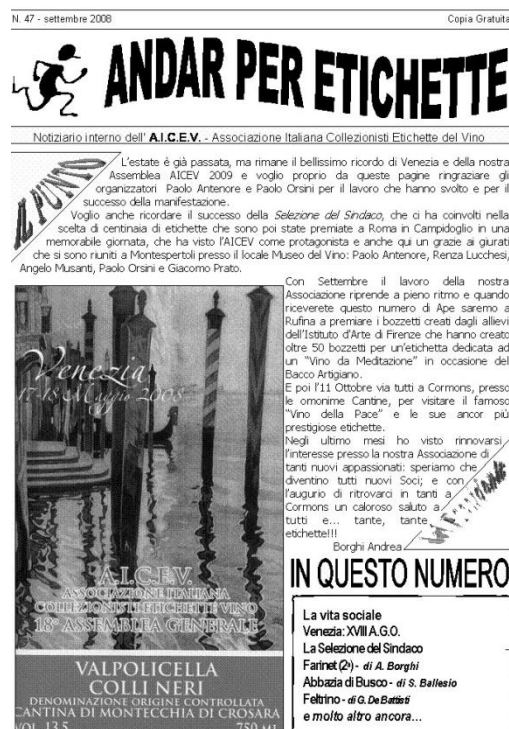 N. 47 - settembre 2008
Copia Gratuita
ANDAR PER ETICHETTE
Notiziario interno dell' A.I.C.E.V. - Associazione Italiana Collezionisti Etichette del Vino
IL PUNTO
L'estate é già passata, ma rimane il bellissimo ricordo di Venezia e della nostra
Assemblea AICEV 2009 e voglio proprio da queste pagine ringraziare gli
organizzatori Paolo Antenore e Paolo Orsini per il lavoro che hanno svolto e per il
successo della manifestazione.
Voglio anche ricordare il successo della Selezione del Sindaco, che ci ha coinvolti nella
scelta di centinaia di etichette che sono poi state premiate a Roma in Campidoglio in una
memorabile giornata, che ha visto l'AICEV come protagonista e anche qui un grazie ai giurati
che si sono riuniti a Montespertoli presso il locale Museo del Vino: Paolo Antenore, Renza Lucchesi,
Angelo Musanti, Paolo Orsini e Giacomo Prato.
Con Settembre il lavoro della nostra
Associazione riprende a pieno ritmo e quando
riceverete questo numero di Ape saremo a
Rufina a premiare i bozzetti creati dagli allievi
dell'Istituto d'Arte di Firenze che hanno creato
oltre 50 bozzetti per un'etichetta dedicata ad
un "Vino da Meditazione" in occasione del
Bacco Artigiano.
E poi l'11 Ottobre via tutti a Cormons, presso
le omonime Cantine, per visitare il famoso
"Vino della Pace" e le sue ancor più
prestigiose etichette.
Negli ultimo mesi ho visto rinnovarsi
l'interesse presso la nostra Associazione di
tanti nuovi appassionati: speriamo che
diventino tutti nuovi Soci; e con
l'augurio di ritrovarci in tanti a
Cormons un caloroso saluto a
tutti e... tante, tante
etichette!!!
Borghi Andrea
Venezia
17-18 Maggio 2008
A.I.C.E.V.
ASSOCIAZIONE ITALIANA
COLLEZIONISTI ETICHETTE VINO
18ª ASSEMBLEA GENERALE
VALPOLICELLA
COLLI NERI
DENOMINAZIONE ORIGINE CONTROLLATA
CANTINA DI MONTECCHIA DI CROSARA
VOL. 13,5
750 ML
IN QUESTO NUMERO
La vita sociale
Venezia: XVIII A.G.O.
La Selezione del Sindaco
Farinet (2ª) - di A. Borghi
Abbazia di Busco - di S. Ballesio
Feltrino - di G. De Battisti
e molto altro ancora...